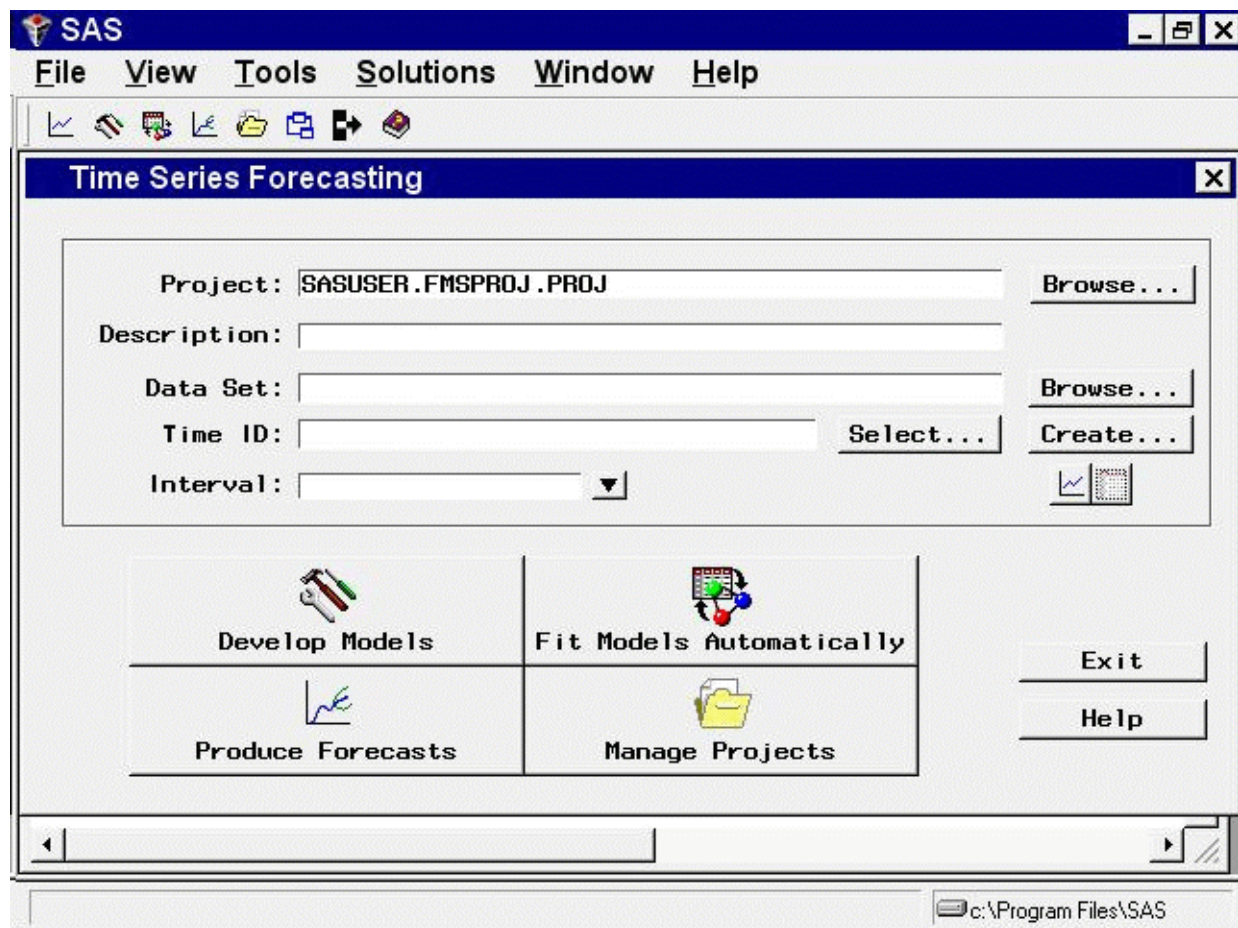 SAS
File View Tools Solutions Window Help
Time Series Forecasting
Project: SASUSER.FMSPROJ.PROJ Browse...
Description:
Data Set: Browse...
Time ID: Select... Create...
Interval:
Develop Models Fit Models Automatically
Exit
Help
Produce Forecasts Manage Projects
c:\Program Files\SAS